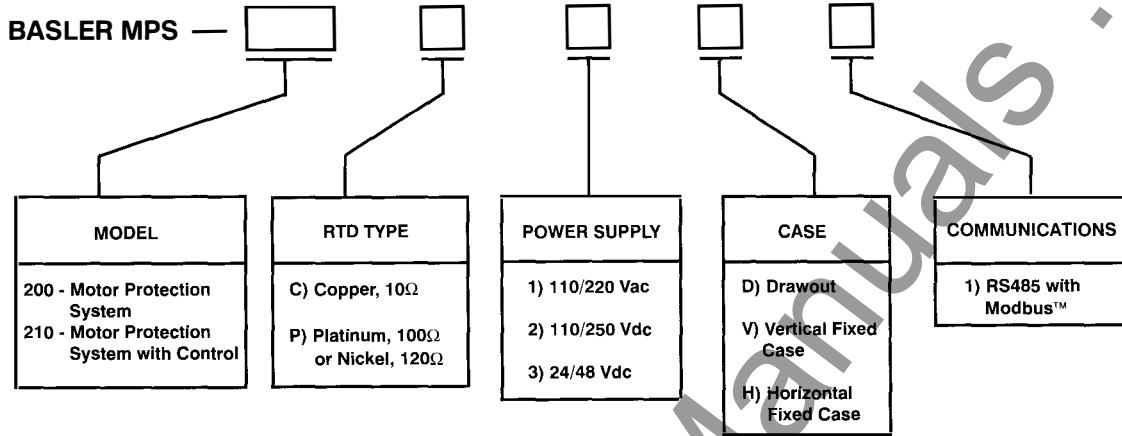 BASLER MPS —
MODEL
200 - Motor Protection
System
210 - Motor Protection
System with Control
RTD TYPE
C) Copper, 10Ω
P) Platinum, 100Ω
or Nickel, 120Ω
POWER SUPPLY
1) 110/220 Vac
2) 110/250 Vdc
3) 24/48 Vdc
CASE
D) Drawout
V) Vertical Fixed
Case
H) Horizontal
Fixed Case
COMMUNICATIONS
1) RS485 with
Modbus™
Manuals .